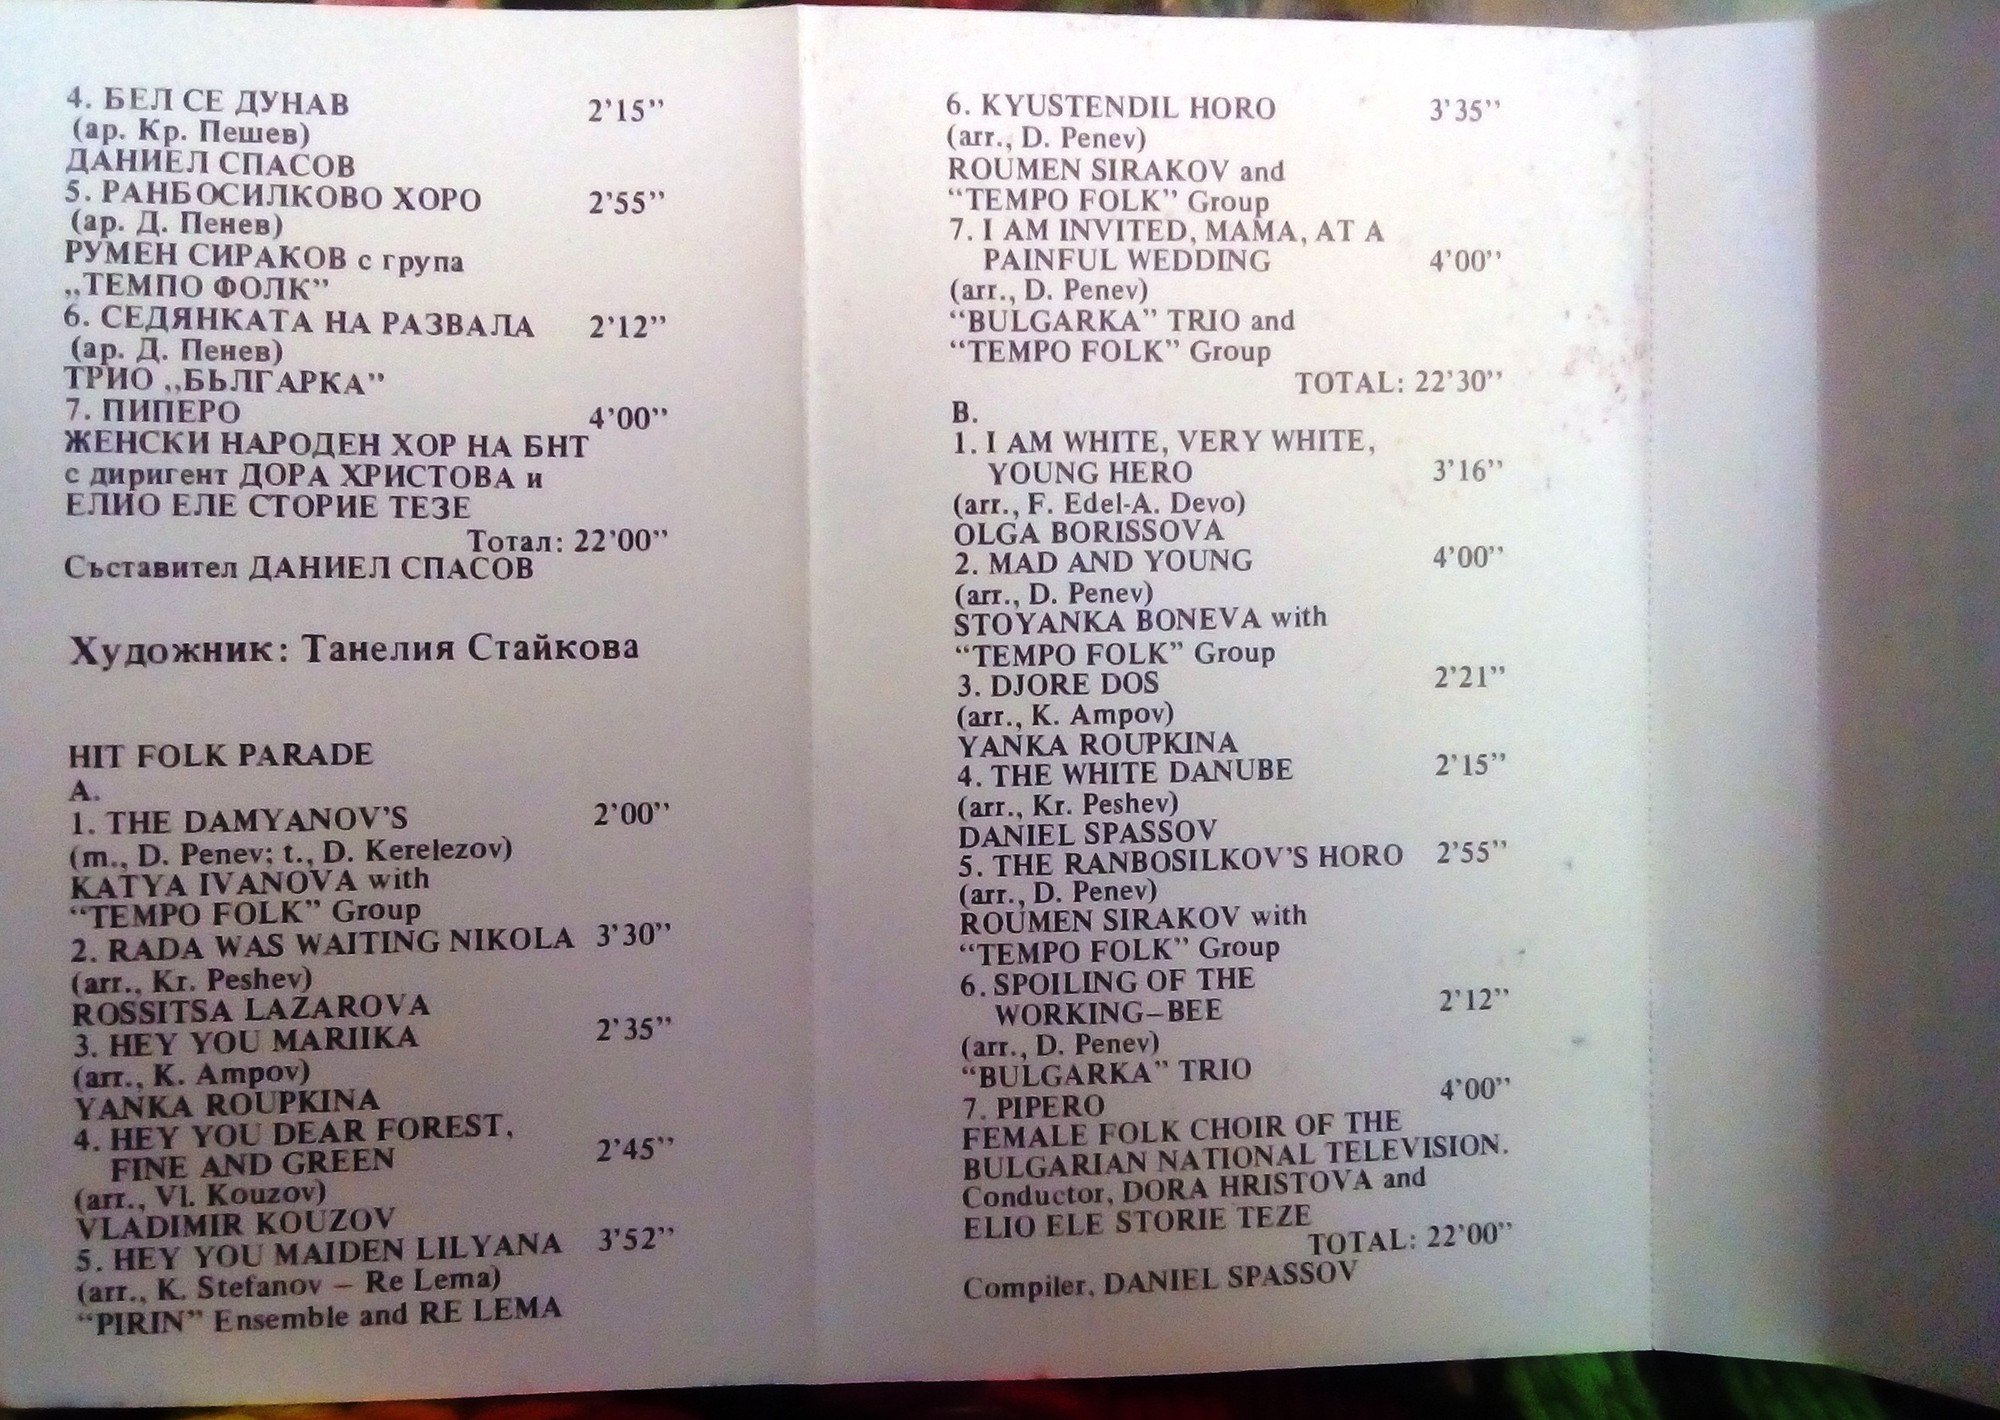 4. БЕЛ СЕ ДУНАВ 2'15”
(ар. Кр. Пешев)
ДАНИЕЛ СПАСОВ
5. РАНБОСИЛКОВО ХОРО 2'55”
(ар. Д. Пенев)
РУМЕН СИРАКОВ с група
„ТЕМПО ФОЛК”
6. СЕДЯНКАТА НА РАЗВАЛА 2'12”
(ар. Д. Пенев)
ТРИО „БЪЛГАРКА”
7. ПИПЕРО 4'00”
ЖЕНСКИ НАРОДЕН ХОР НА БНТ
с диригент ДОРА ХРИСТОВА и
ЕЛИО ЕЛЕ СТОРИЕ ТЕЗЕ
Тотал: 22'00”
Съставител ДАНИЕЛ СПАСОВ
Художник: Танелия Стайкова
HIT FOLK PARADE
A.
1. THE DAMYANOV'S 2'00”
(m., D. Penev; t., D. Kerelezov)
KATYA IVANOVA with
“TEMPO FOLK” Group
2. RADA WAS WAITING NIKOLA 3'30”
(arr., Kr. Peshev)
ROSSITSA LAZAROVA
3. HEY YOU MARIIKA 2'35”
(arr., K. Ampov)
YANKA ROUPKINA
4. HEY YOU DEAR FOREST,
FINE AND GREEN 2'45”
(arr., Vl. Kouzov)
VLADIMIR KOUZOV
5. HEY YOU MAIDEN LILYANA 3'52”
(arr., K. Stefanov – Re Lema)
“PIRIN” Ensemble and RE LEMA
6. KYUSTENDIL HORO 3'35”
(arr., D. Penev)
ROUMEN SIRAKOV and
“TEMPO FOLK” Group
7. I AM INVITED, MAMA, AT A
PAINFUL WEDDING 4'00”
(arr., D. Penev)
“BULGARKA” TRIO and
“TEMPO FOLK” Group
TOTAL: 22'30”
B.
1. I AM WHITE, VERY WHITE,
YOUNG HERO 3'16”
(arr., F. Edel-A. Devo)
OLGA BORISSOVA
2. MAD AND YOUNG 4'00”
(arr., D. Penev)
STOYANKA BONEVA with
“TEMPO FOLK” Group
3. DJORE DOS 2'21”
(arr., K. Ampov)
YANKA ROUPKINA
4. THE WHITE DANUBE 2'15”
(arr., Kr. Peshev)
DANIEL SPASSOV
5. THE RANBOSILKOV'S HORO 2'55”
(arr., D. Penev)
ROUMEN SIRAKOV with
“TEMPO FOLK” Group
6. SPOILING OF THE
WORKING–BEE 2'12”
(arr., D. Penev)
“BULGARKA” TRIO
7. PIPERO 4'00”
FEMALE FOLK CHOIR OF THE
BULGARIAN NATIONAL TELEVISION.
Conductor, DORA HRISTOVA and
ELIO ELE STORIE TEZE
TOTAL: 22'00”
Compiler, DANIEL SPASSOV